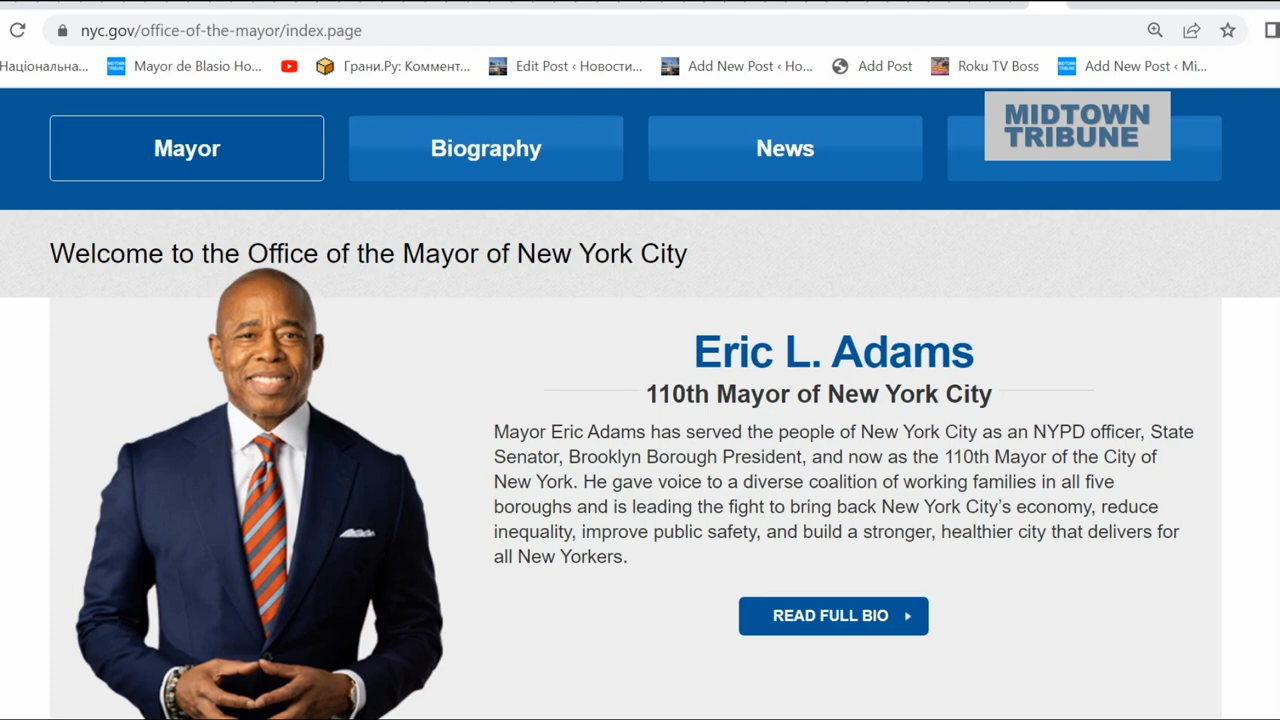 nyc.gov/office-of-the-mayor/index.page
Національна... Mayor de Blasio Ho... Грани.Ру: Коммент... Edit Post ‹ Новости... Add New Post ‹ Но... Add Post Roku TV Boss Add New Post ‹ Mi...
Mayor Biography News
MIDTOWN
TRIBUNE
Welcome to the Office of the Mayor of New York City
Eric L. Adams
110th Mayor of New York City
Mayor Eric Adams has served the people of New York City as an NYPD officer, State
Senator, Brooklyn Borough President, and now as the 110th Mayor of the City of
New York. He gave voice to a diverse coalition of working families in all five
boroughs and is leading the fight to bring back New York City’s economy, reduce
inequality, improve public safety, and build a stronger, healthier city that delivers for
all New Yorkers.
READ FULL BIO